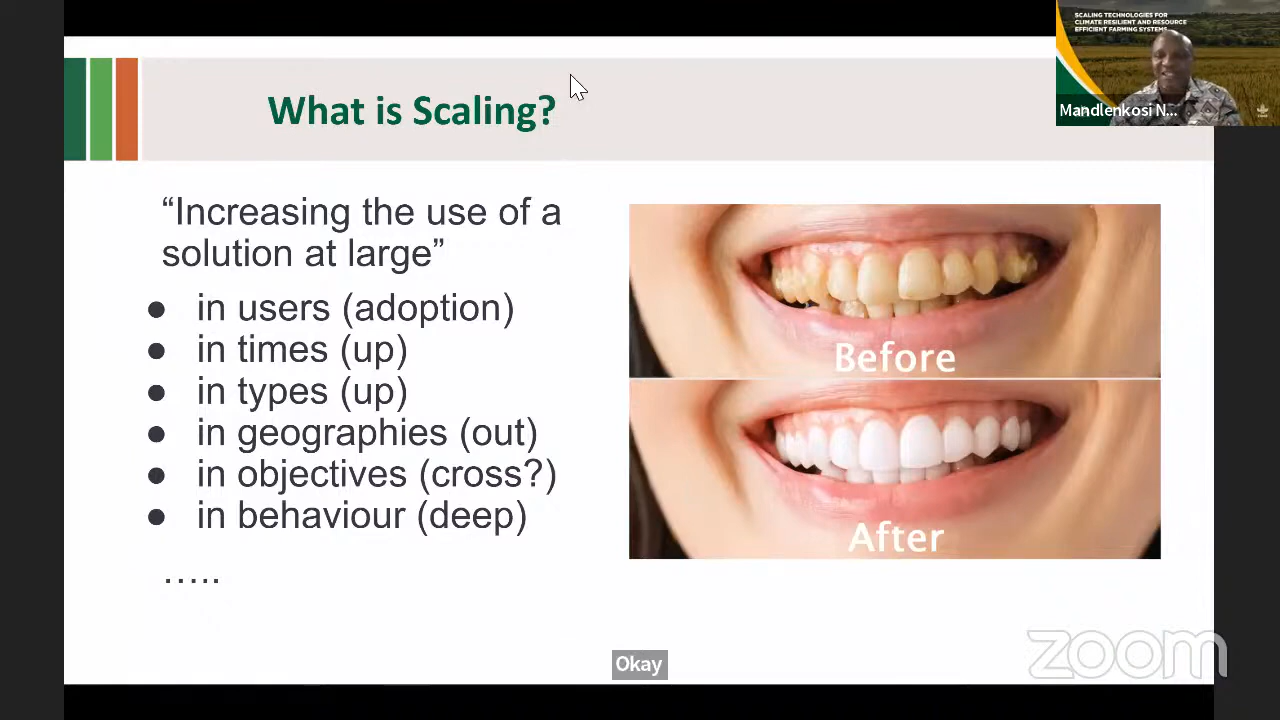 SCALING TECHNOLOGIES FOR
CLIMATE RESILIENT AND RESOURCE
EFFICIENT FARMING SYSTEMS
Mandlenkosi N...
What is Scaling?
“Increasing the use of a
solution at large”
● in users (adoption)
● in times (up)
● in types (up)
● in geographies (out)
● in objectives (cross?)
● in behaviour (deep)
…..
Before
After
Okay
zoom